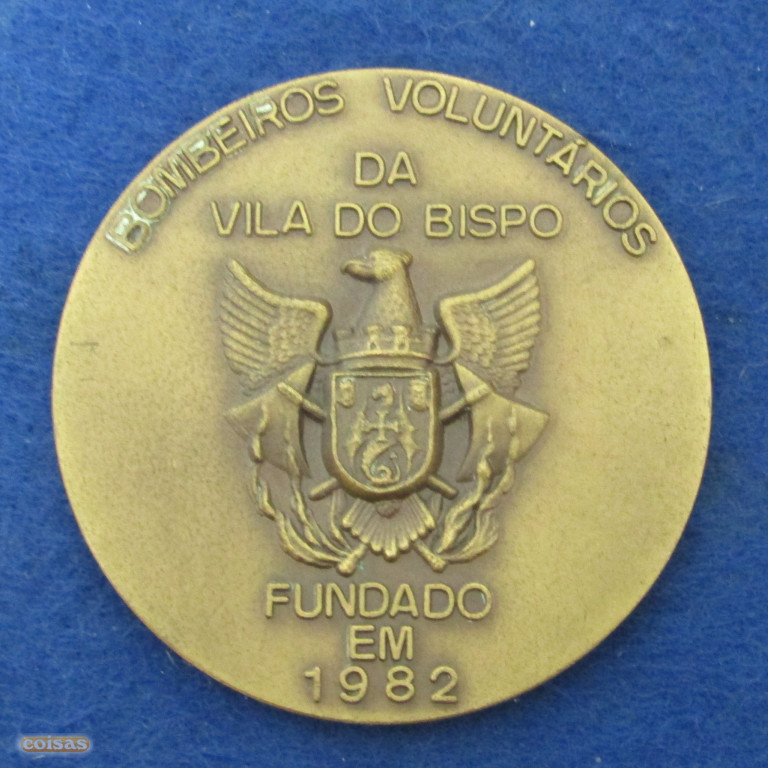 BOMBEIROS VOLUNTÁRIOS
DA
VILA DO BISPO
FUNDADO
EM
1982
coisas